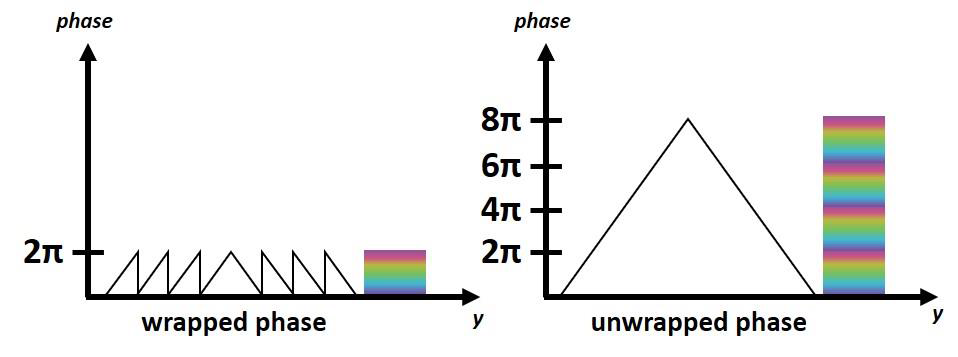 phase
2π
y
wrapped phase
phase
8π
6π
4π
2π
y
unwrapped phase